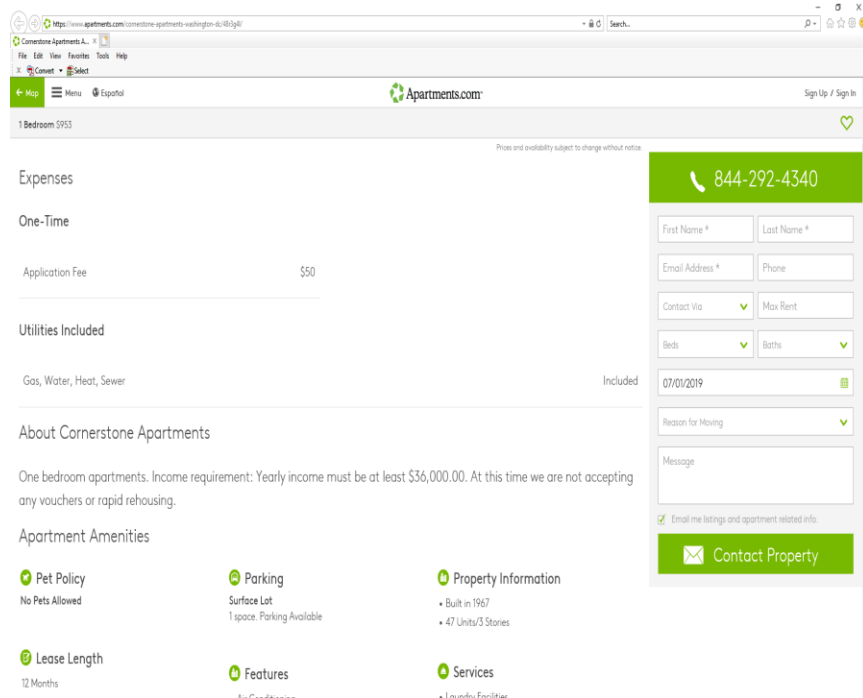 https://www.apartments.com/cornerstone-apartments-washington-dc/48r3g4l/
Search...
Cornerstone Apartments A...
File Edit View Favorites Tools Help
x Convert Select
Map Menu Español
Apartments.com
Sign Up / Sign In
1 Bedroom $953
Prices and availability subject to change without notice.
Expenses
One-Time
Application Fee $50
Utilities Included
Gas, Water, Heat, Sewer Included
About Cornerstone Apartments
One bedroom apartments. Income requirement: Yearly income must be at least $36,000.00. At this time we are not accepting
any vouchers or rapid rehousing.
Apartment Amenities
Pet Policy
No Pets Allowed
Parking
Surface Lot
1 space. Parking Available
Property Information
• Built in 1967
• 47 Units/3 Stories
Lease Length
12 Months
Features
Air Conditioning
Services
• Laundry Facilities
844-292-4340
First Name * Last Name *
Email Address * Phone
Contact Via Max Rent
Beds Baths
07/01/2019
Reason for Moving
Message
Email me listings and apartment related info.
Contact Property